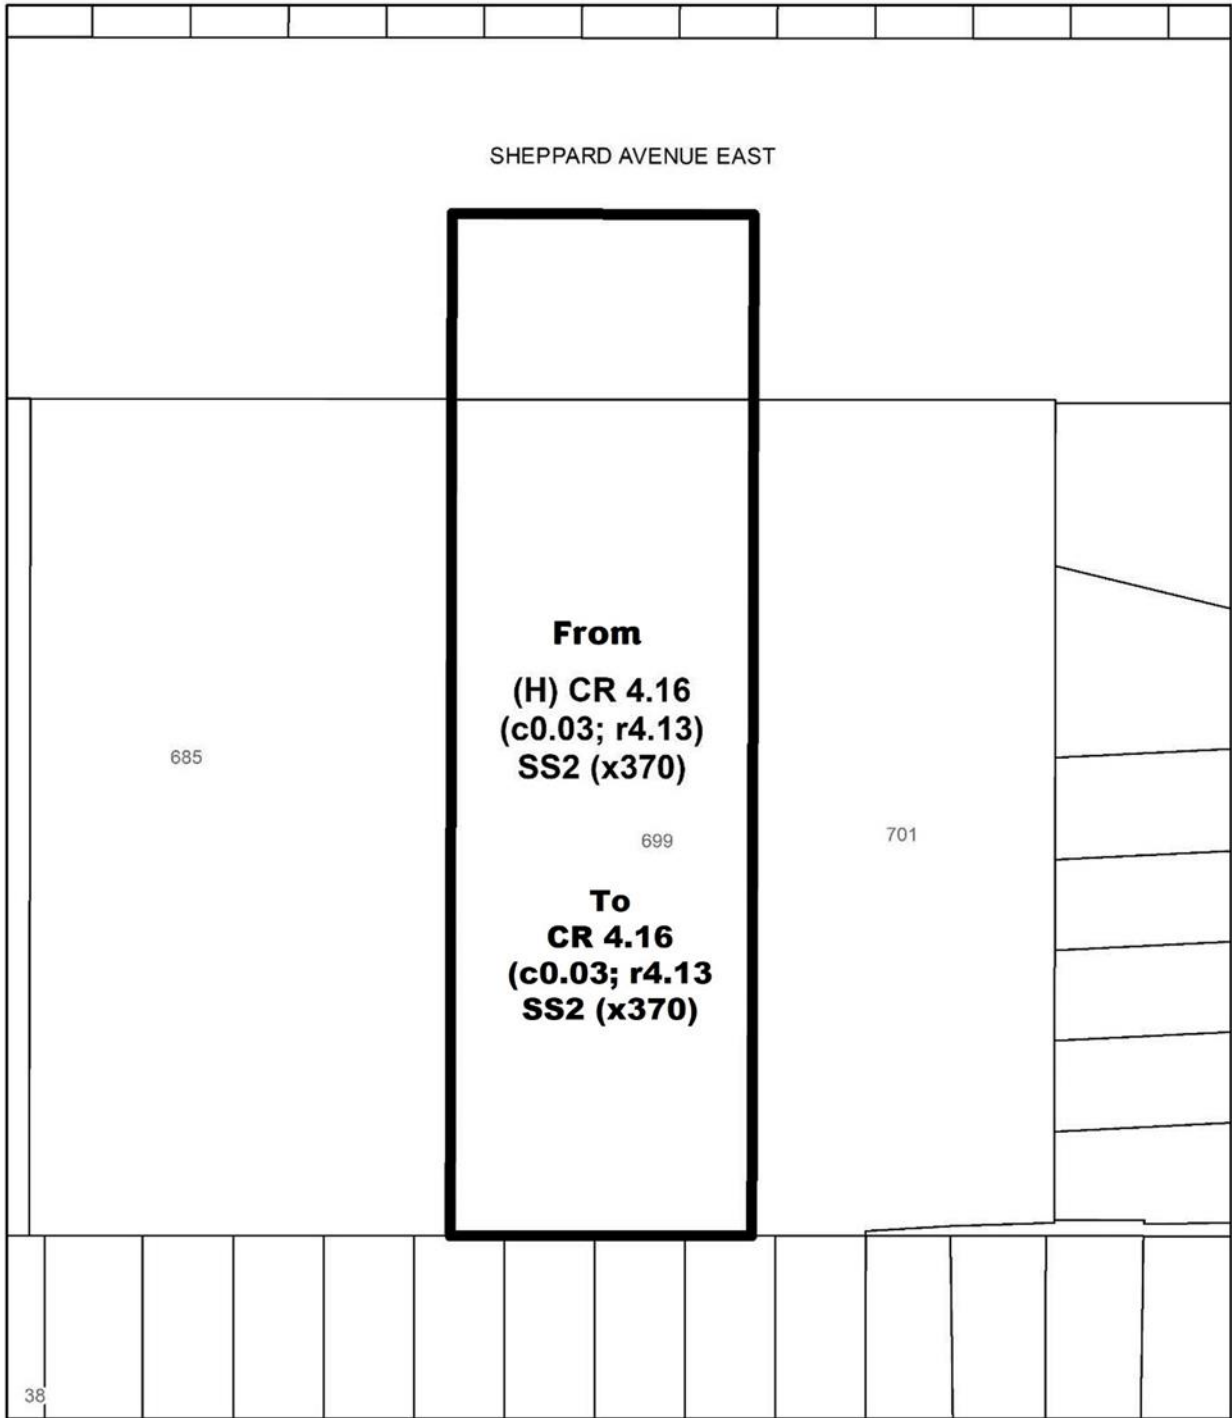 SHEPPARD AVENUE EAST
From
(H) CR 4.16
(c0.03; r4.13)
SS2 (x370)
685
699
701
To
CR 4.16
(c0.03; r4.13
SS2 (x370)
38